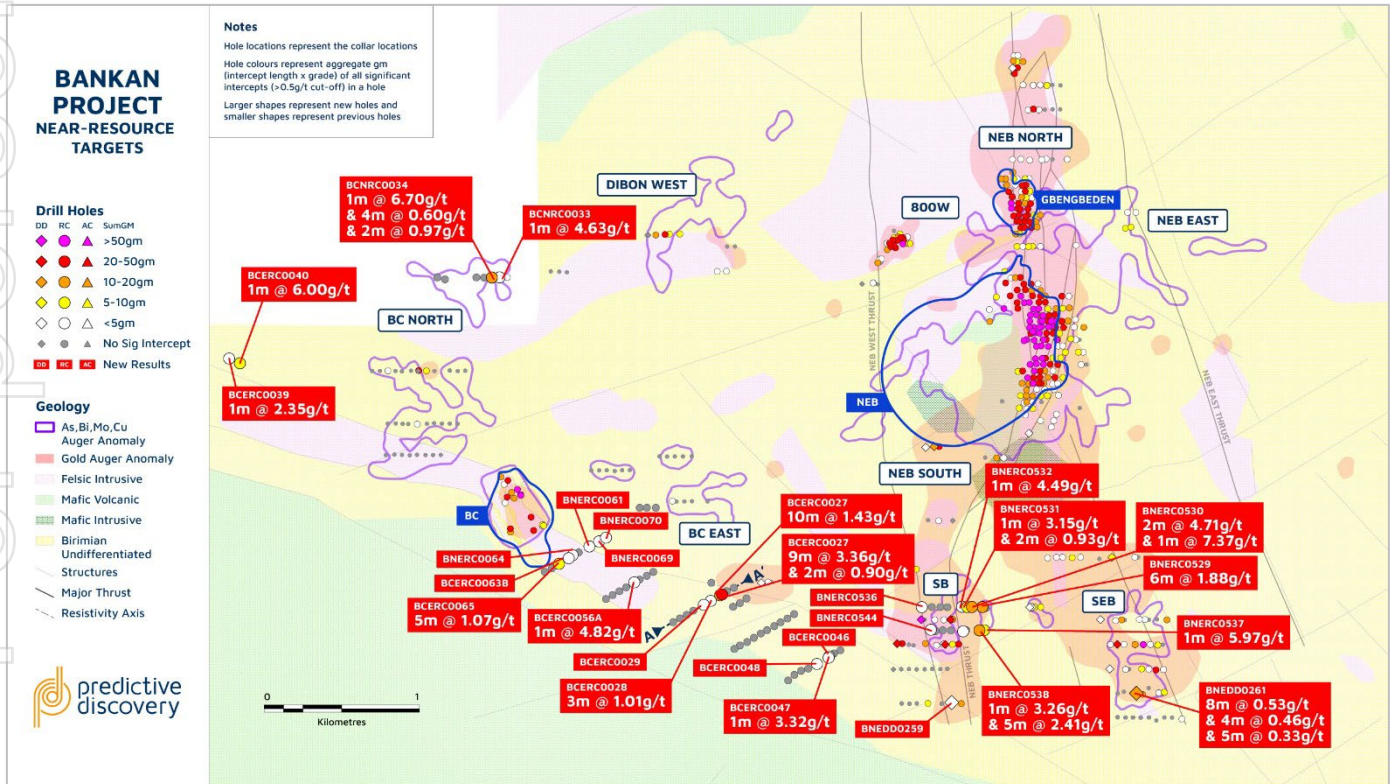 BANKAN
PROJECT
NEAR-RESOURCE
TARGETS
Drill Holes
DD RC AC SumGM
>50gm
20-50gm
10-20gm
5-10gm
<5gm
No Sig Intercept
DD RC AC New Results
Geology
As,Bi,Mo,Cu
Auger Anomaly
Gold Auger Anomaly
Felsic Intrusive
Mafic Volcanic
Mafic Intrusive
Birimian
Undifferentiated
Structures
Major Thrust
Resistivity Axis
predictive
discovery
Notes
Hole locations represent the collar locations
Hole colours represent aggregate gm
(intercept length x grade) of all significant
intercepts (>0.5g/t cut-off) in a hole
Larger shapes represent new holes and
smaller shapes represent previous holes
NEB NORTH
GBENGBEDEN
DIBON WEST
800W
NEB EAST
BCNRC0034
1m @ 6.70g/t
& 4m @ 0.60g/t
& 2m @ 0.97g/t
BCNRC0033
1m @ 4.63g/t
BCERC0040
1m @ 6.00g/t
BC NORTH
BCERC0039
1m @ 2.35g/t
NEB WEST THRUST
NEB EAST THRUST
NEB
NEB SOUTH
BC
BNERC0061
BNERC0070
BC EAST
BNERC0064
BNERC0069
BCERC0063B
BCERC0065
5m @ 1.07g/t
BCERC0056A
1m @ 4.82g/t
BCERC0027
10m @ 1.43g/t
BCERC0027
9m @ 3.36g/t
& 2m @ 0.90g/t
A
A'
BCERC0029
BCERC0028
3m @ 1.01g/t
BNERC0532
1m @ 4.49g/t
BNERC0531
1m @ 3.15g/t
& 2m @ 0.93g/t
BNERC0530
2m @ 4.71g/t
& 1m @ 7.37g/t
BNERC0529
6m @ 1.88g/t
SB
SEB
BNERC0536
BNERC0544
BCERC0046
BCERC0048
BCERC0047
1m @ 3.32g/t
BNERC0537
1m @ 5.97g/t
NEB THRUST
BNERC0538
1m @ 3.26g/t
& 5m @ 2.41g/t
BNEDD0259
BNEDD0261
8m @ 0.53g/t
& 4m @ 0.46g/t
& 5m @ 0.33g/t
0 1
Kilometres